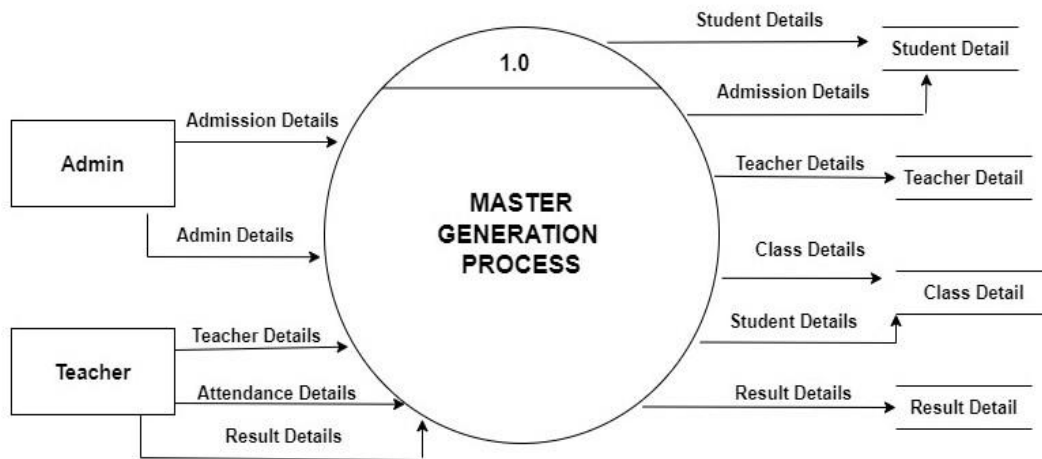 Student Details
Student Detail
1.0
Admission Details
Admission Details
Admin
Teacher Details
Teacher Detail
MASTER
GENERATION
PROCESS
Admin Details
Class Details
Class Detail
Student Details
Teacher Details
Teacher
Attendance Details
Result Details
Result Detail
Result Details